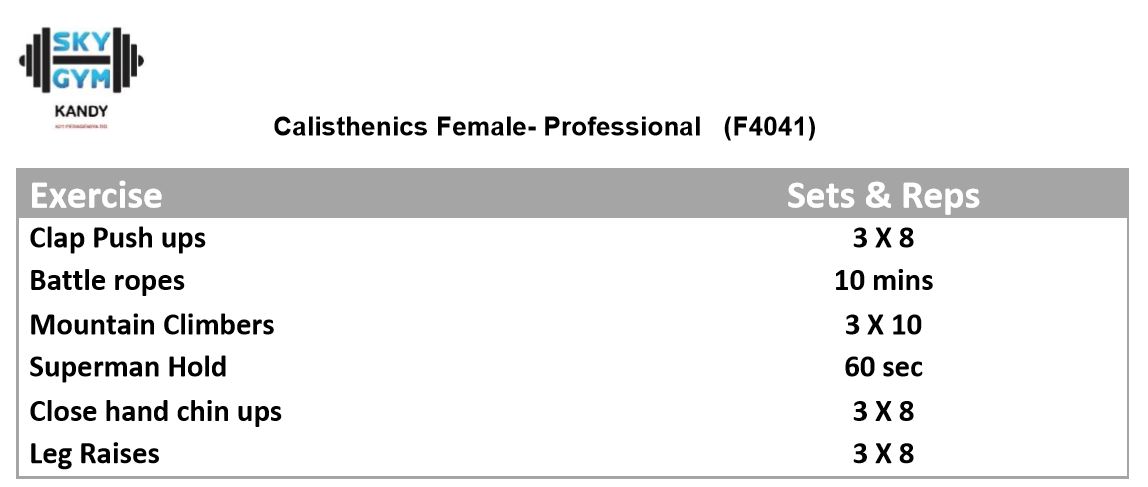 SKY
GYM
KANDY
Calisthenics Female- Professional (F4041)
Exercise Sets & Reps
Clap Push ups 3 X 8
Battle ropes 10 mins
Mountain Climbers 3 X 10
Superman Hold 60 sec
Close hand chin ups 3 X 8
Leg Raises 3 X 8